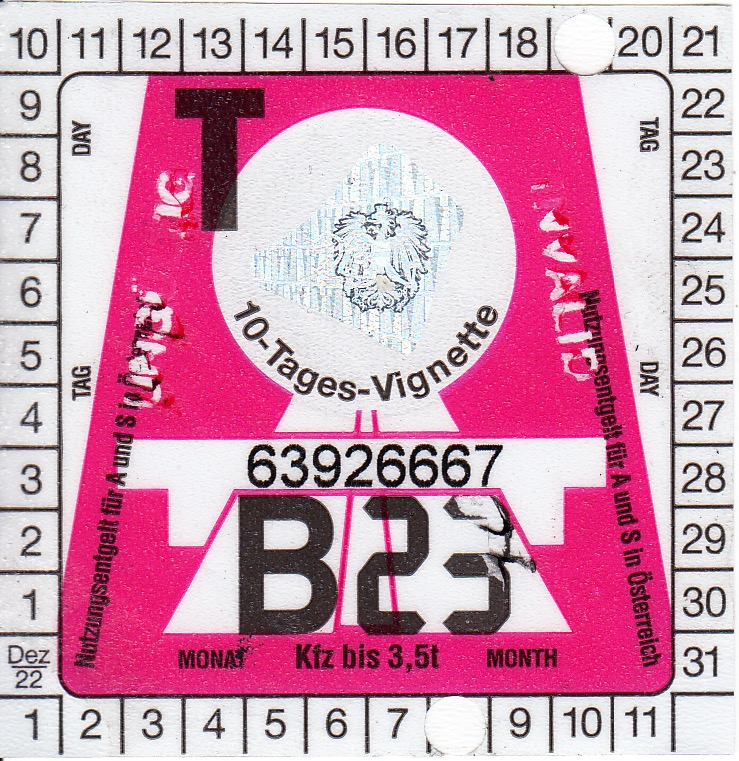 10 11 12 13 14 15 16 17 18 20 21
9 22
8 23
7 24
6 25
5 26
4 27
3 28
2 29
1 30
Dez 22 31
1 2 3 4 5 6 7 9 10 11
DAY
TAG
TAG
DAY
T
INVALID
10-Tages-Vignette
63926667
B23
Nutzungsentgelt für A und S in
Nutzungsentgelt für A und S in Österreich
MONAT Kfz bis 3,5t MONTH